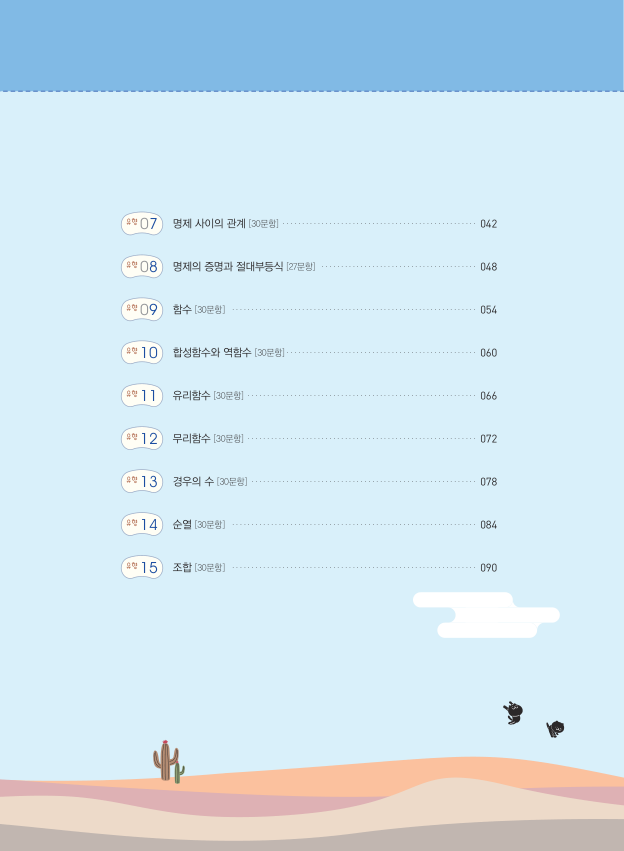 유형 07 명제 사이의 관계 [30문항] 042
유형 08 명제의 증명과 절대부등식 [27문항] 048
유형 09 함수 [30문항] 054
유형 10 합성함수와 역함수 [30문항] 060
유형 11 유리함수 [30문항] 066
유형 12 무리함수 [30문항] 072
유형 13 경우의 수 [30문항] 078
유형 14 순열 [30문항] 084
유형 15 조합 [30문항] 090